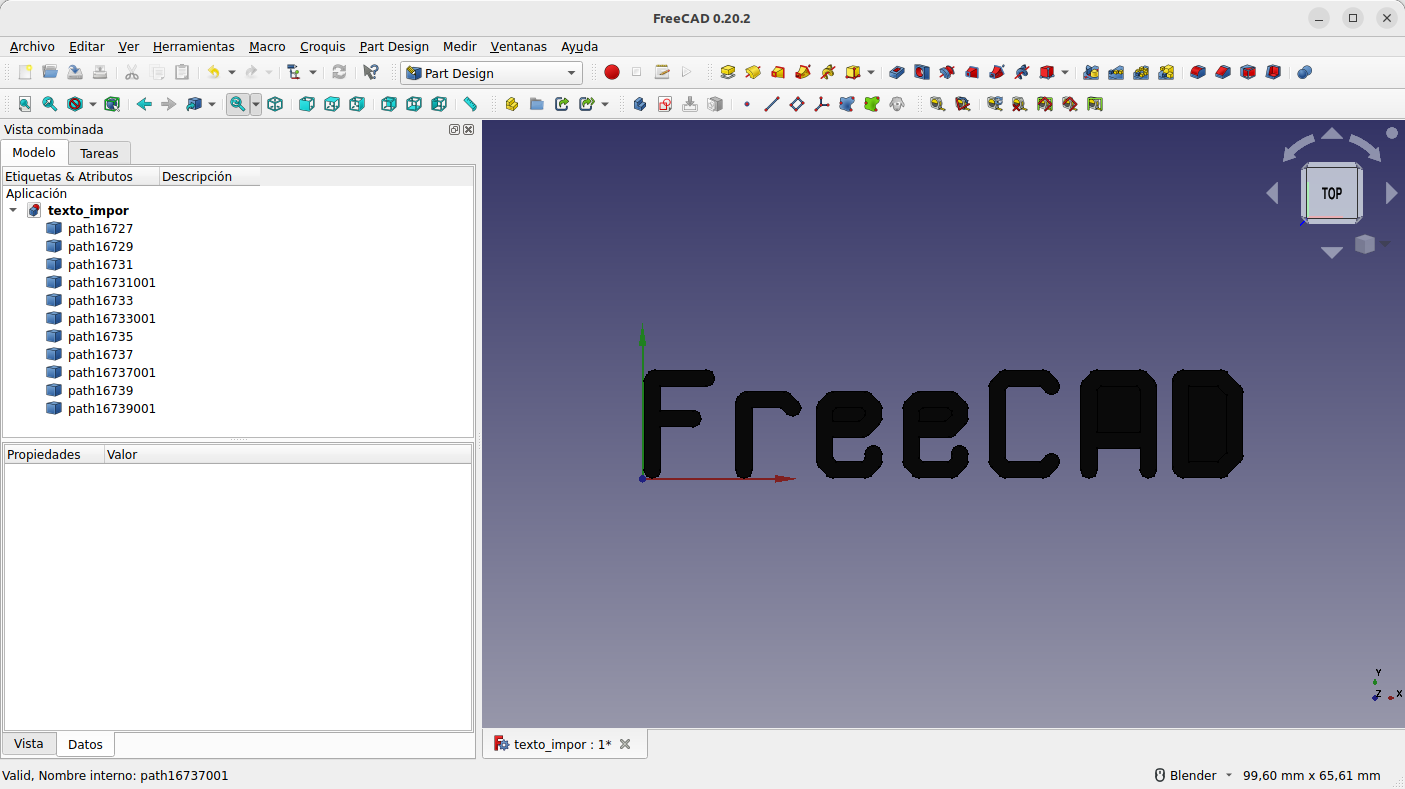 FreeCAD 0.20.2
Archivo Editar Ver Herramientas Macro Croquis Part Design Medir Ventanas Ayuda
Part Design
Vista combinada
Modelo Tareas
Etiquetas & Atributos Descripción
Aplicación
texto_impor
path16727
path16729
path16731
path16731001
path16733
path16733001
path16735
path16737
path16737001
path16739
path16739001
Propiedades Valor
Vista Datos
TOP
FreeCAD
Y
Z X
texto_impor : 1*
Valid, Nombre interno: path16737001
Blender 99,60 mm x 65,61 mm